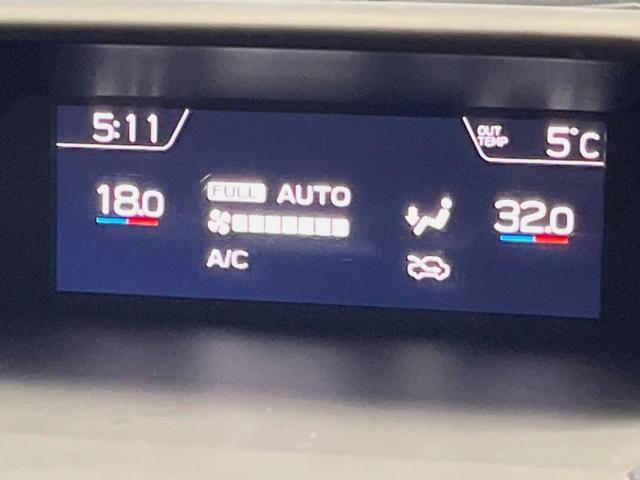 5:11
OUT
TEMP
5°C
18.0
FULL AUTO
32.0
A/C